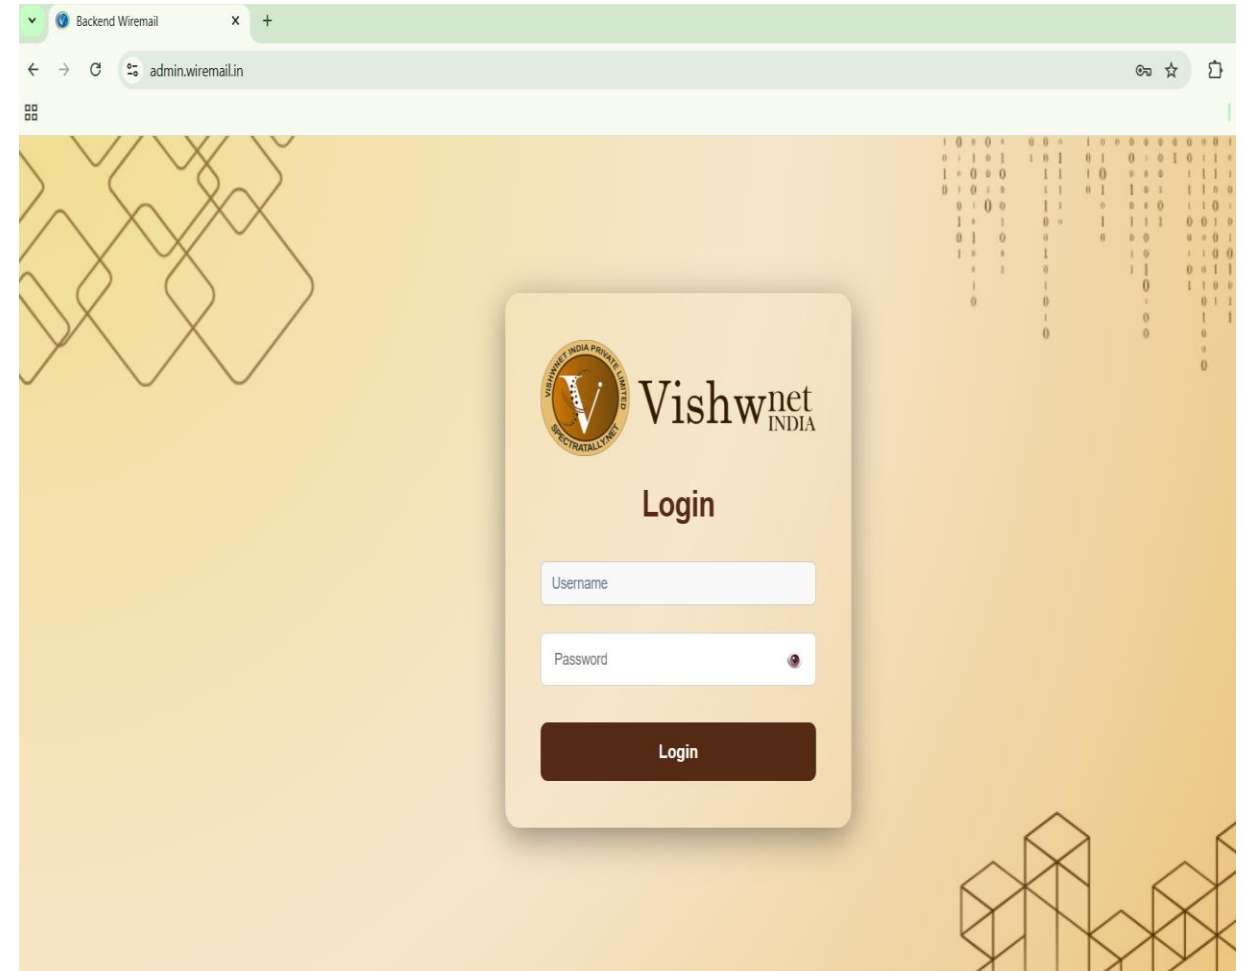 Backend Wiremail
admin.wiremail.in
VISHWNET INDIA PRIVATE LIMITED
SPECTRATALLY.NET
V
Vishwnet
INDIA
Login
Username
Password
Login